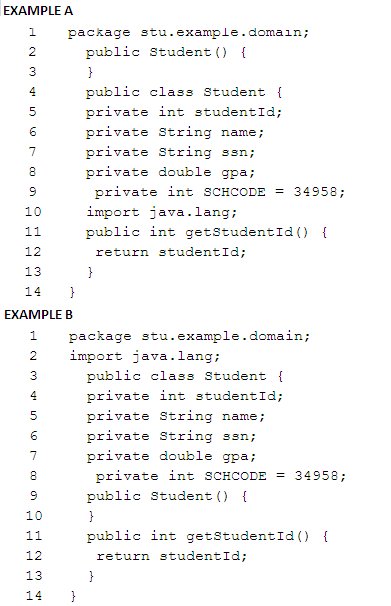 EXAMPLE A
1 package stu.example.domain;
2 public Student() {
3 }
4 public class Student {
5 private int studentId;
6 private String name;
7 private String ssn;
8 private double gpa;
9 private int SCHCODE = 34958;
10 import java.lang;
11 public int getStudentId() {
12 return studentId;
13 }
14 }
EXAMPLE B
1 package stu.example.domain;
2 import java.lang;
3 public class Student {
4 private int studentId;
5 private String name;
6 private String ssn;
7 private double gpa;
8 private int SCHCODE = 34958;
9 public Student() {
10 }
11 public int getStudentId() {
12 return studentId;
13 }
14 }